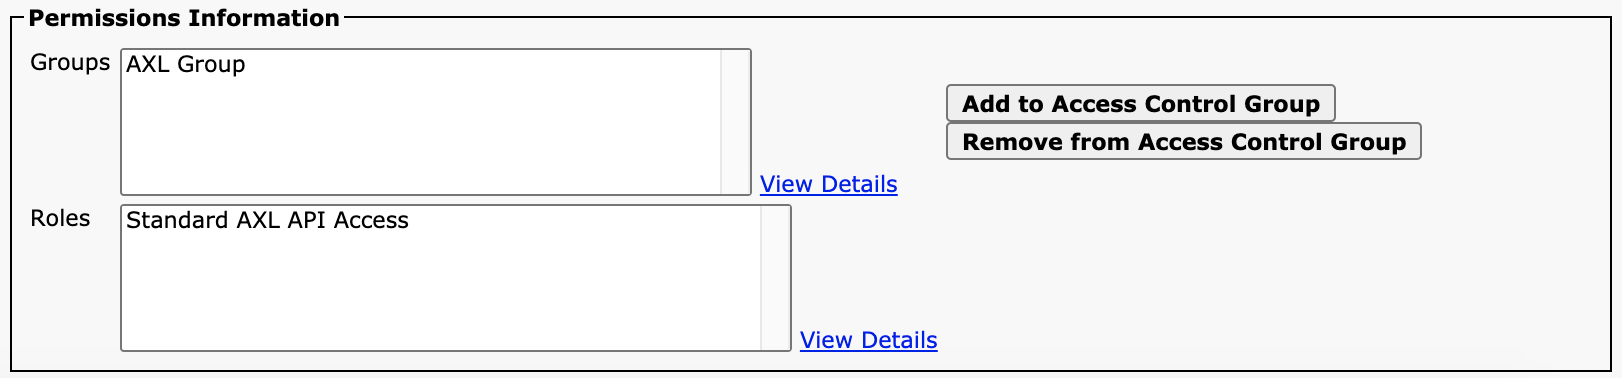 Permissions Information
Groups
AXL Group
Add to Access Control Group
Remove from Access Control Group
View Details
Roles
Standard AXL API Access
View Details